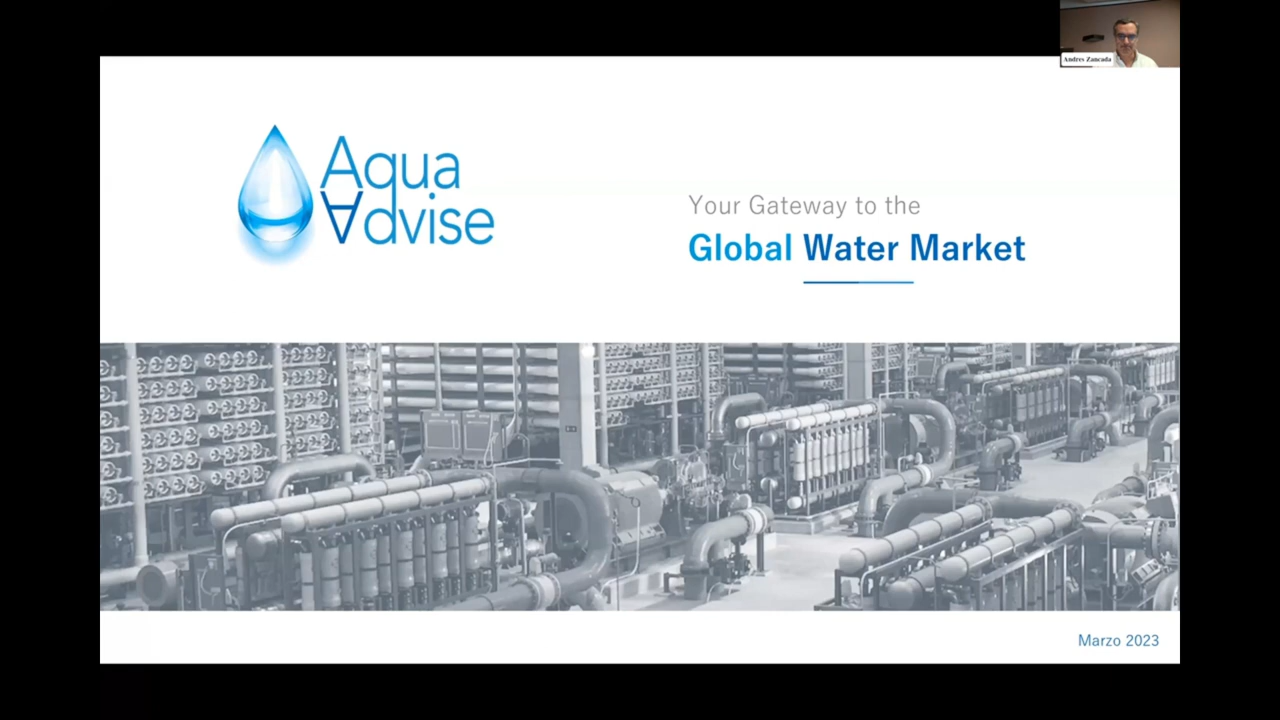 Andres Zancada
Aqua
Advise
Your Gateway to the
Global Water Market
Marzo 2023